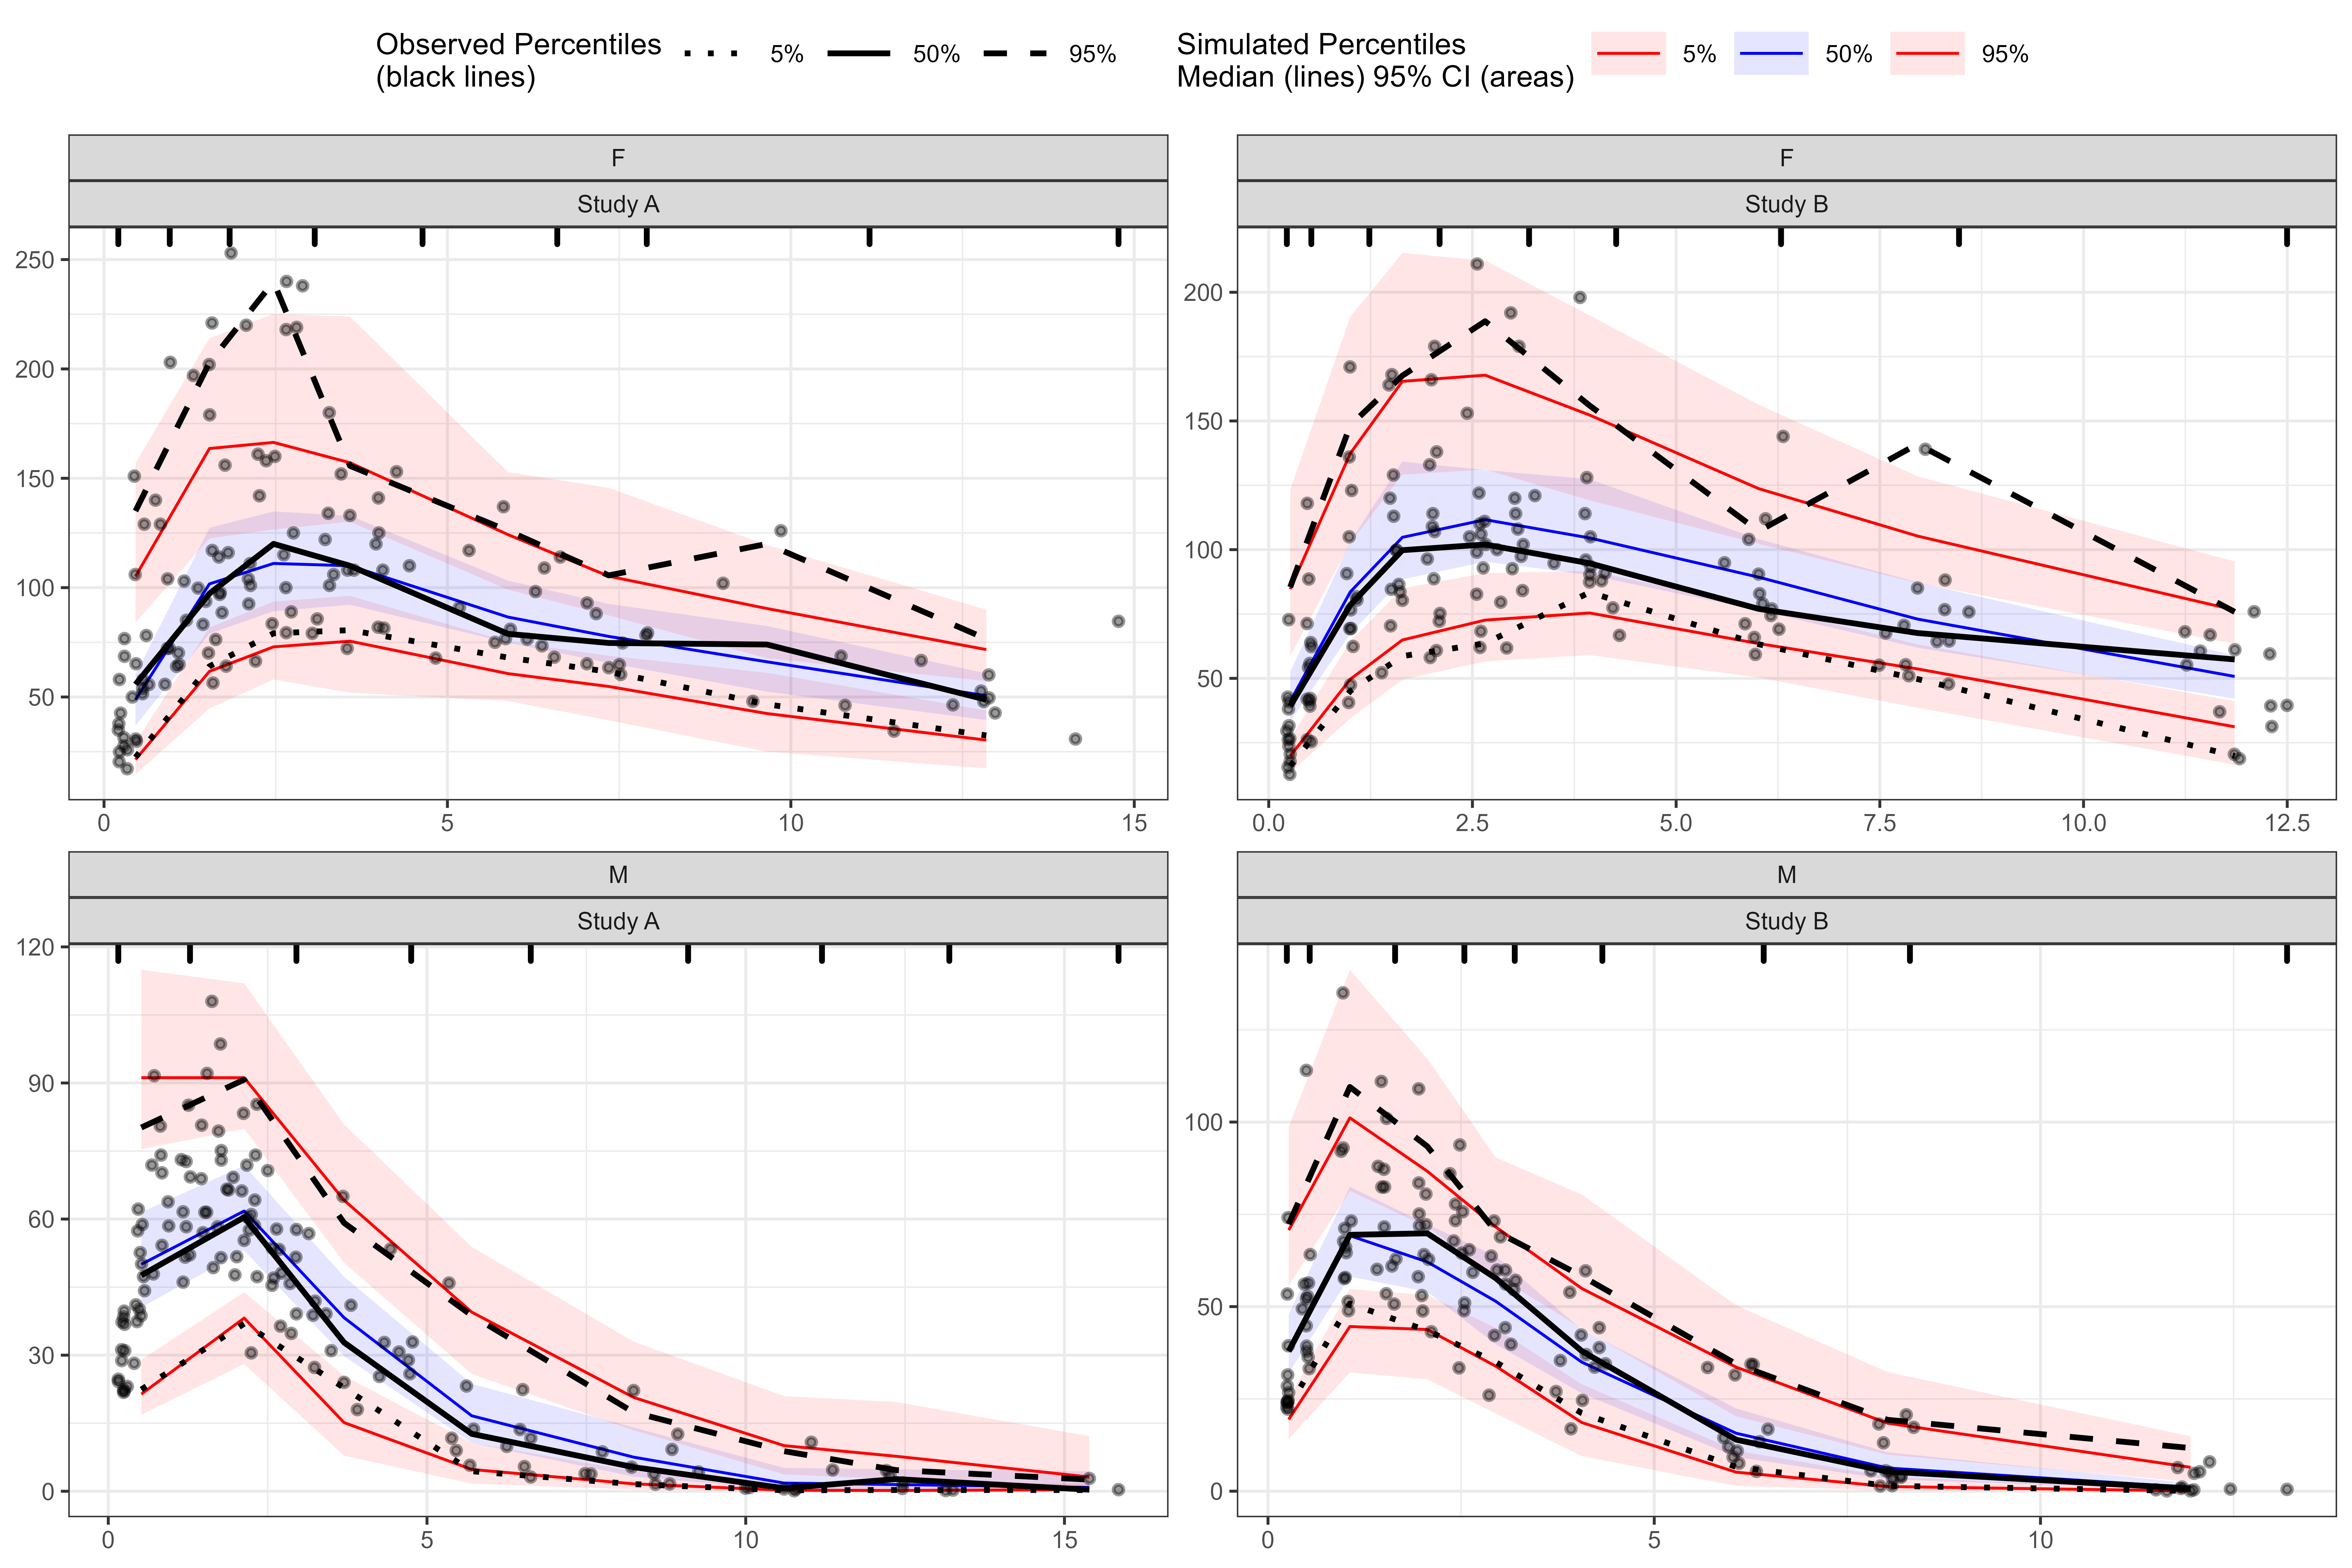 Observed Percentiles
(black lines)
5% 50% 95%
Simulated Percentiles
Median (lines) 95% CI (areas)
5% 50% 95%
F
Study A
250
200
150
100
50
0 5 10 15
F
Study B
200
150
100
50
0.0 2.5 5.0 7.5 10.0 12.5
M
Study A
120
90
60
30
0
0 5 10 15
M
Study B
100
50
0
0 5 10